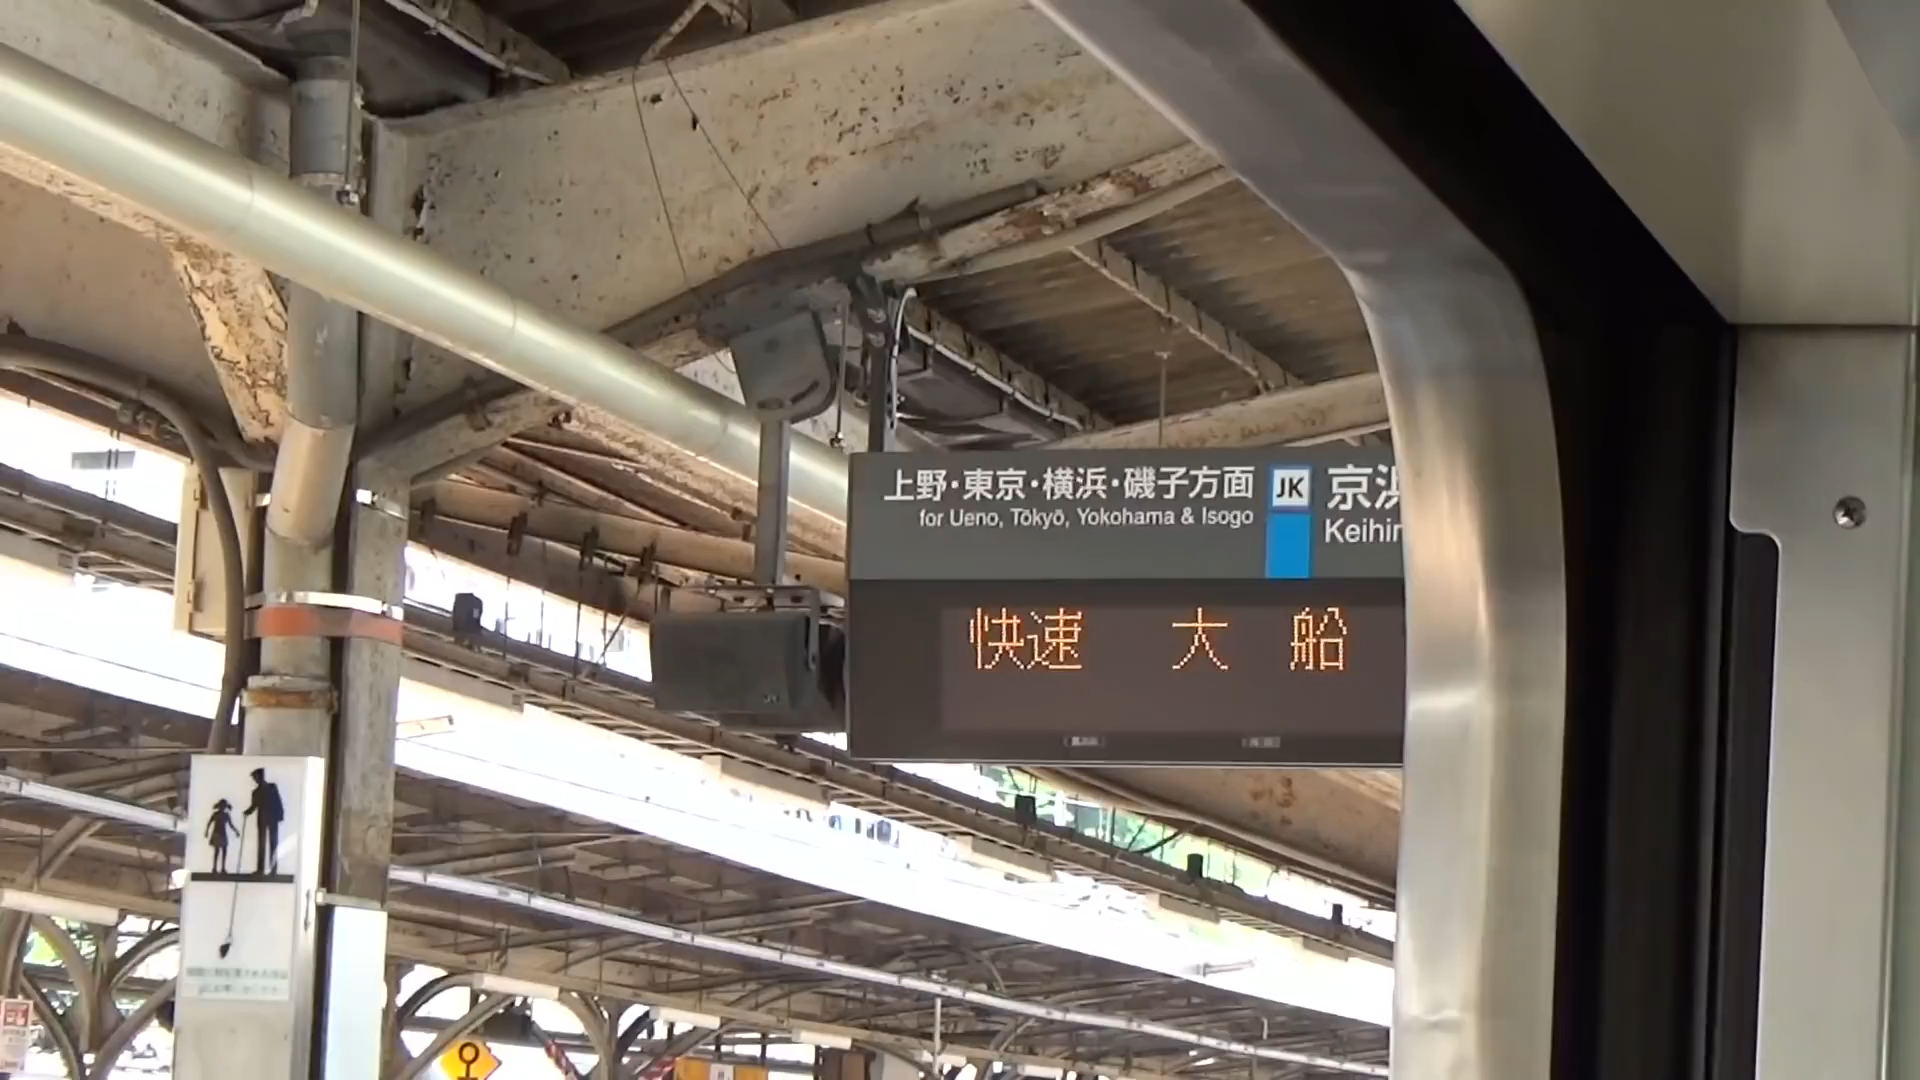 上野・東京・横浜・磯子方面 JK 京浜
for Ueno, Tōkyō, Yokohama & Isogo Keihin
快速 大船